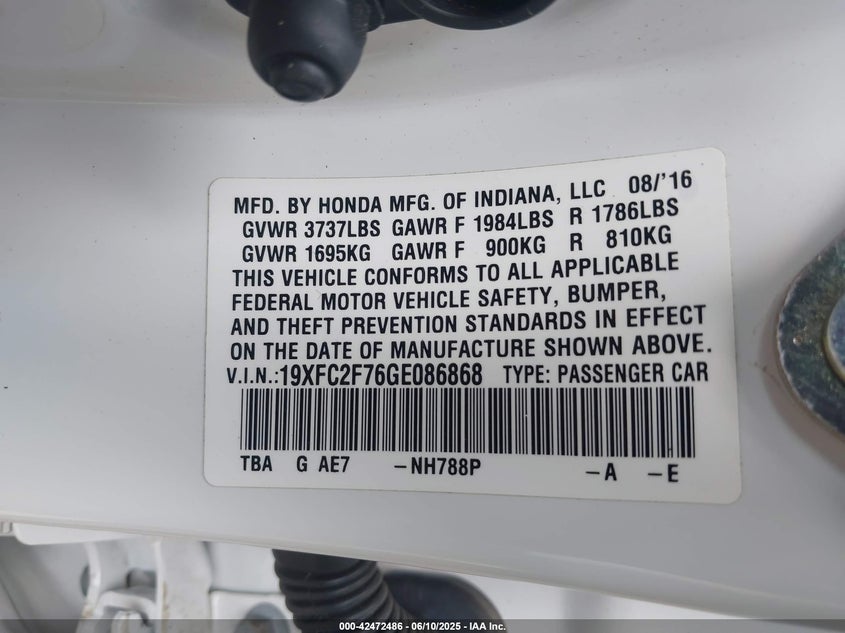 MFD. BY HONDA MFG. OF INDIANA, LLC 08/'16
GVWR 3737LBS GAWR F 1984LBS R 1786LBS
GVWR 1695KG GAWR F 900KG R 810KG
THIS VEHICLE CONFORMS TO ALL APPLICABLE
FEDERAL MOTOR VEHICLE SAFETY, BUMPER,
AND THEFT PREVENTION STANDARDS IN EFFECT
ON THE DATE OF MANUFACTURE SHOWN ABOVE.
V.I.N.:19XFC2F76GE086868 TYPE: PASSENGER CAR
TBA G AE7 -NH788P -A -E
000-42472486 - 06/10/2025 - IAA Inc.